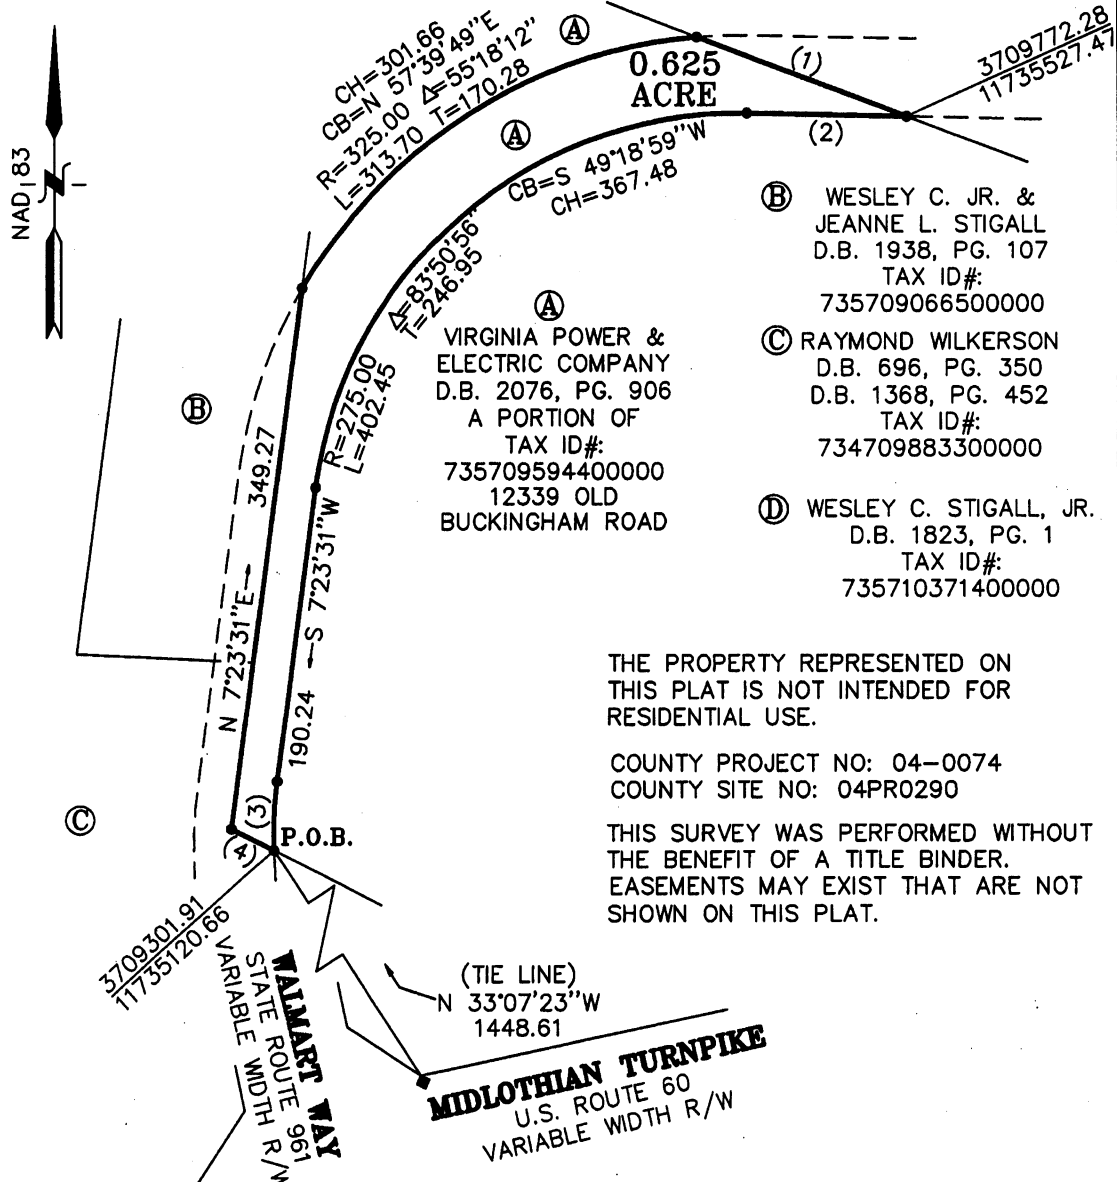 NAD 83
CH=301.66
CB=N 57°39'49"E
R=325.00 Δ=55°18'12"
L=313.70 T=170.28
Ⓐ
0.625
ACRE
(1)
3709772.28
11735527.47
Ⓐ
CB=S 49°18'59"W
CH=367.48
(2)
Δ=83°50'56"
T=246.95
R=275.00
L=402.45
Ⓐ
VIRGINIA POWER &
ELECTRIC COMPANY
D.B. 2076, PG. 906
A PORTION OF
TAX ID#:
735709594400000
12339 OLD
BUCKINGHAM ROAD
Ⓑ WESLEY C. JR. &
JEANNE L. STIGALL
D.B. 1938, PG. 107
TAX ID#:
735709066500000
Ⓒ RAYMOND WILKERSON
D.B. 696, PG. 350
D.B. 1368, PG. 452
TAX ID#:
734709883300000
Ⓓ WESLEY C. STIGALL, JR.
D.B. 1823, PG. 1
TAX ID#:
735710371400000
Ⓑ
N 7°23'31"E 349.27
190.24 S 7°23'31"W
THE PROPERTY REPRESENTED ON
THIS PLAT IS NOT INTENDED FOR
RESIDENTIAL USE.
COUNTY PROJECT NO: 04-0074
COUNTY SITE NO: 04PR0290
THIS SURVEY WAS PERFORMED WITHOUT
THE BENEFIT OF A TITLE BINDER.
EASEMENTS MAY EXIST THAT ARE NOT
SHOWN ON THIS PLAT.
Ⓒ
(3)
(4)
P.O.B.
3709301.91
11735120.66
WALMART WAY
STATE ROUTE 961
VARIABLE WIDTH R/W
(TIE LINE)
N 33°07'23"W
1448.61
MIDLOTHIAN TURNPIKE
U.S. ROUTE 60
VARIABLE WIDTH R/W